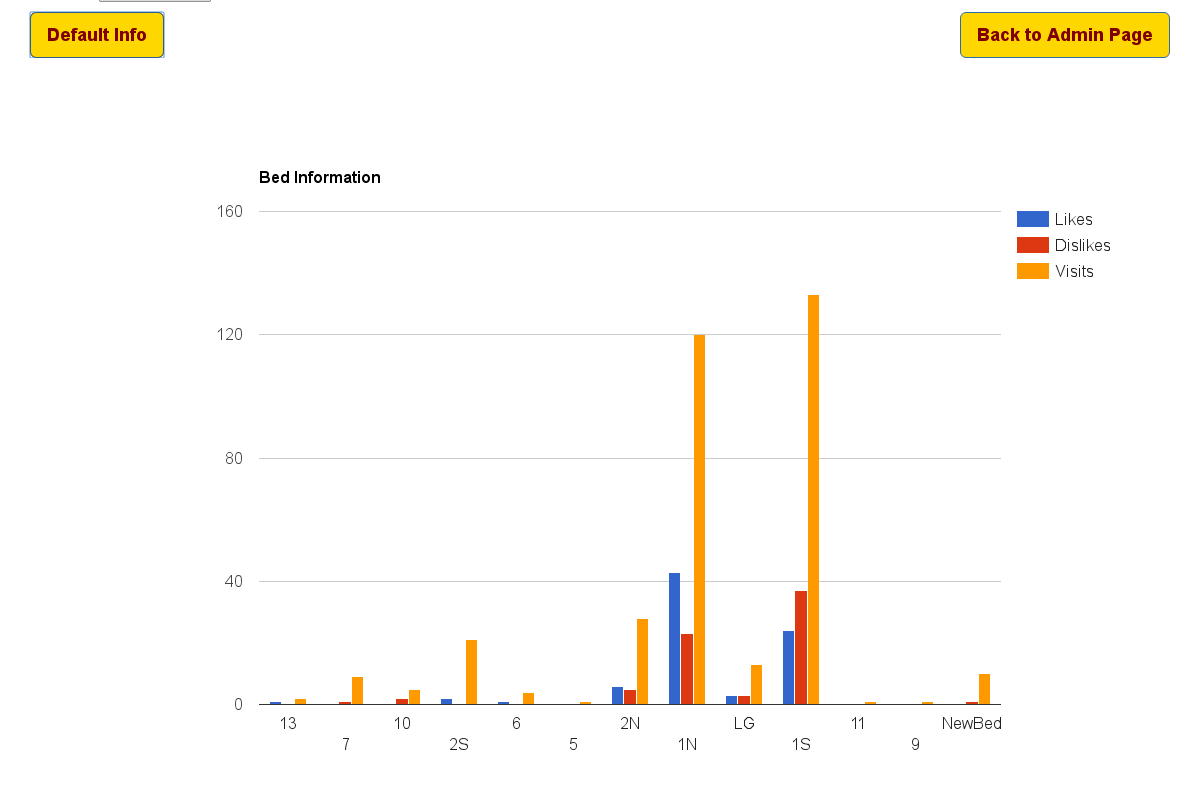 Default Info
Back to Admin Page
Bed Information
160
120
80
40
0
Likes
Dislikes
Visits
13 10 6 2N LG 11 NewBed
7 2S 5 1N 1S 9